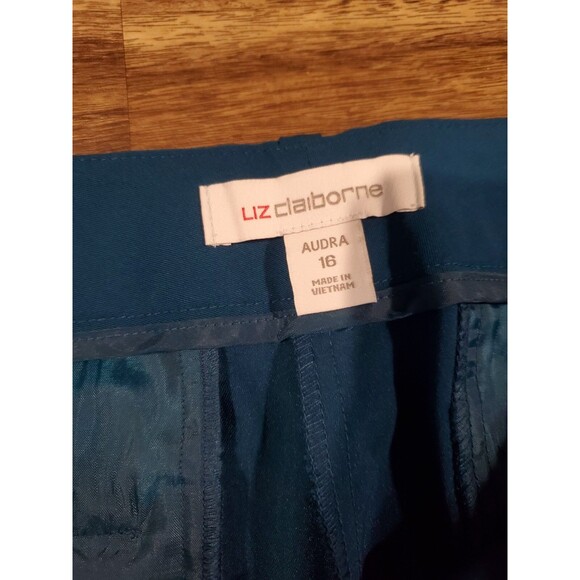 LIZ claiborne
AUDRA
16
MADE IN
VIETNAM